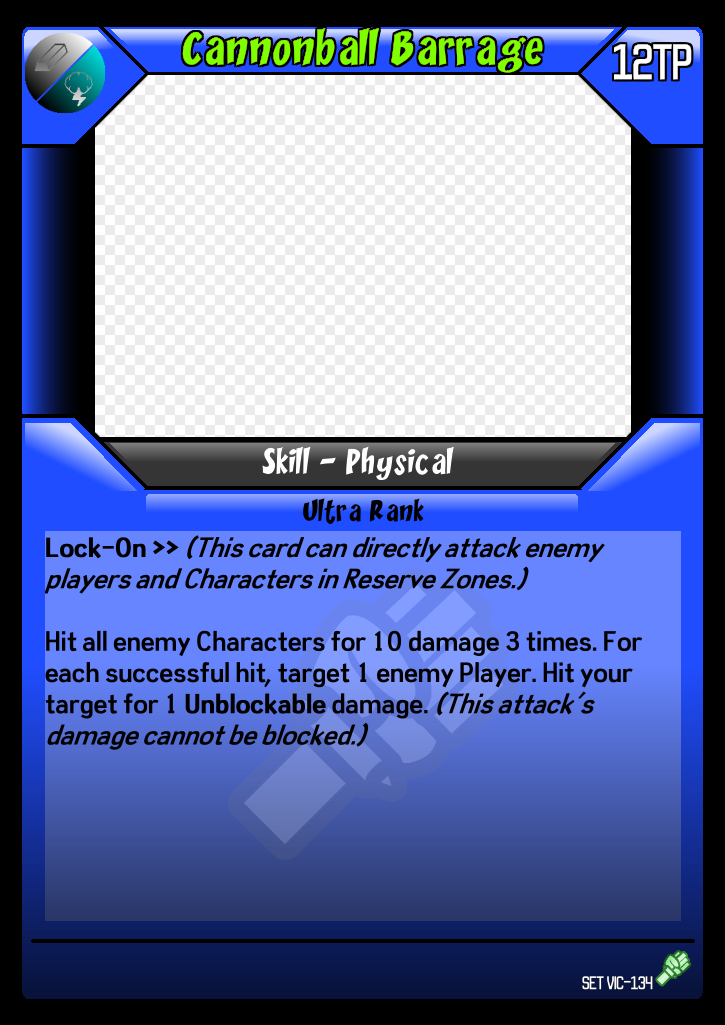 Cannonball Barrage
12TP
Skill - Physical
Ultra Rank
Lock-On >> (This card can directly attack enemy
players and Characters in Reserve Zones.)
Hit all enemy Characters for 10 damage 3 times. For
each successful hit, target 1 enemy Player. Hit your
target for 1 Unblockable damage. (This attack's
damage cannot be blocked.)
SET VIC-134